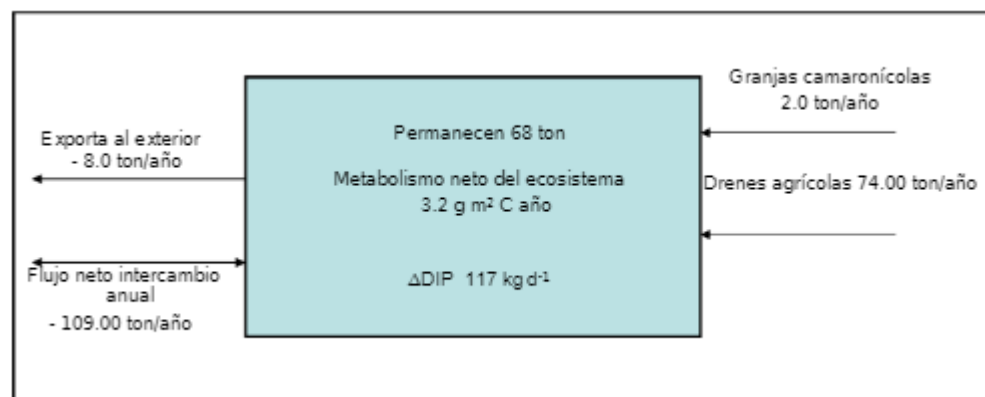 Granjas camaronícolas
2.0 ton/año
Exporta al exterior
- 8.0 ton/año
Permanecen 68 ton
Metabolismo neto del ecosistema
3.2 g m² C año
Drenes agrícolas 74.00 ton/año
Flujo neto intercambio
anual
- 109.00 ton/año
ΔDIP 117 kg d-¹